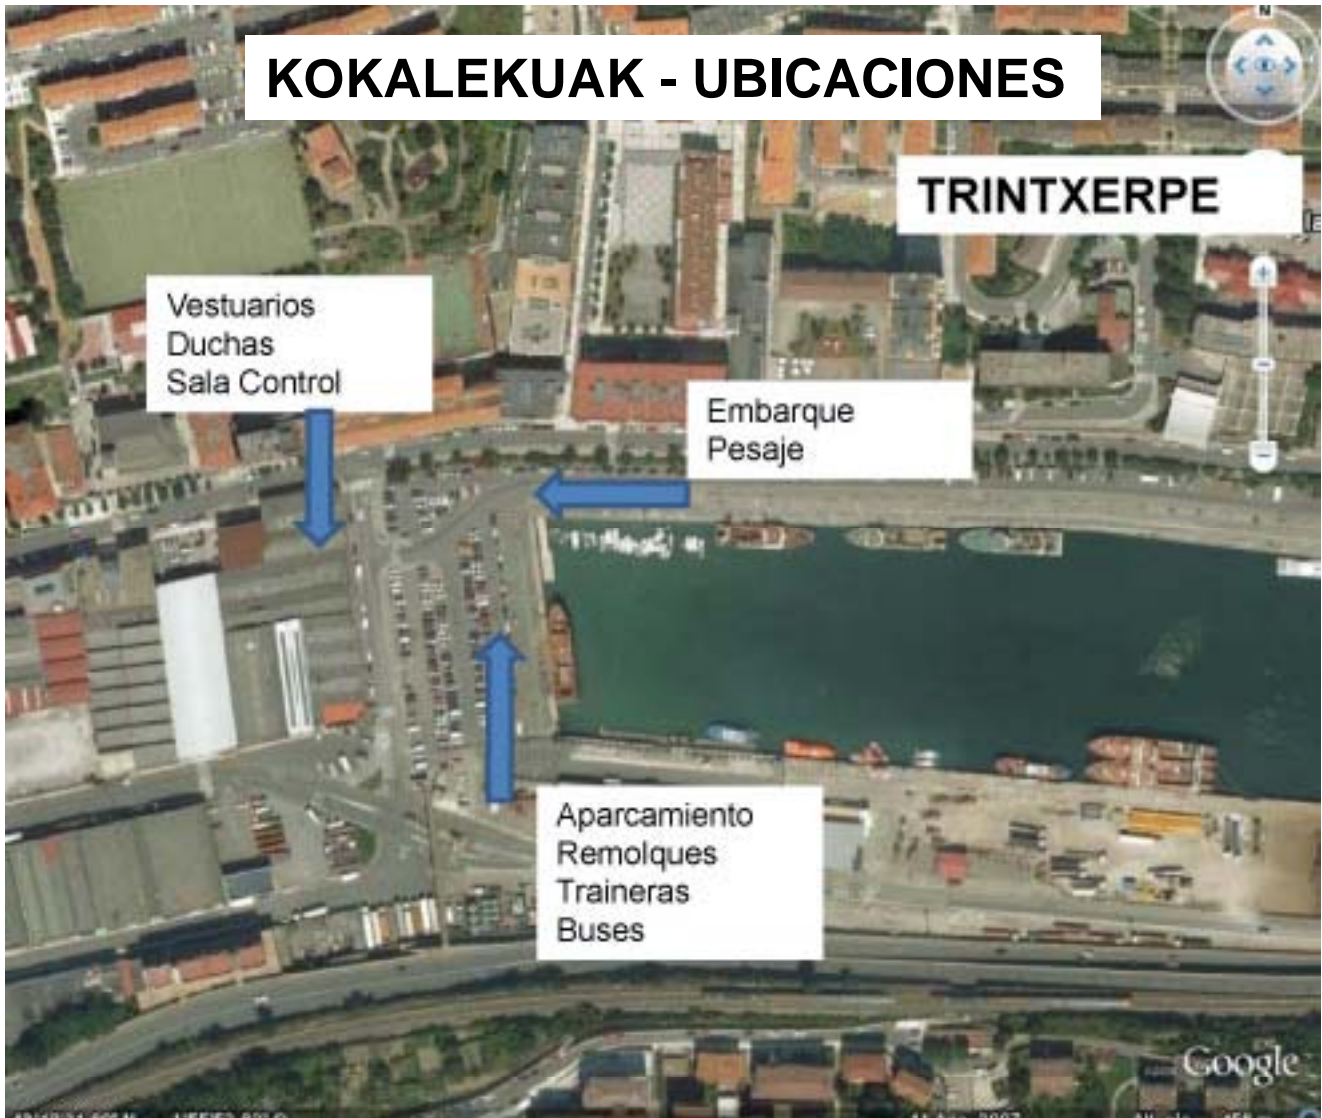 KOKALEKUAK - UBICACIONES
N
TRINTXERPE
Vestuarios
Duchas
Sala Control
Embarque
Pesaje
Aparcamiento
Remolques
Traineras
Buses
Google